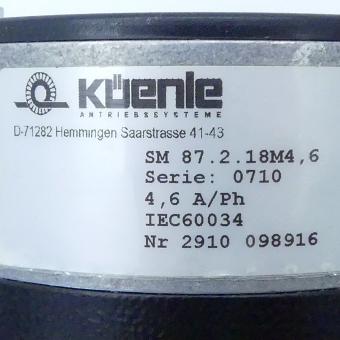 Küenle
ANTRIEBSSYSTEME
D-71282 Hemmingen Saarstrasse 41-43
SM 87.2.18M4,6
Serie: 0710
4,6 A/Ph
IEC60034
Nr 2910 098916